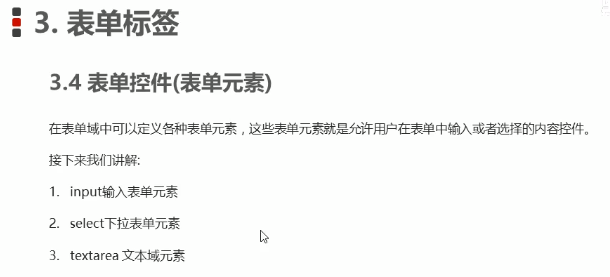 3. 表单标签
3.4 表单控件(表单元素)
在表单域中可以定义各种表单元素，这些表单元素就是允许用户在表单中输入或者选择的内容控件。
接下来我们讲解:
1. input输入表单元素
2. select下拉表单元素
3. textarea 文本域元素